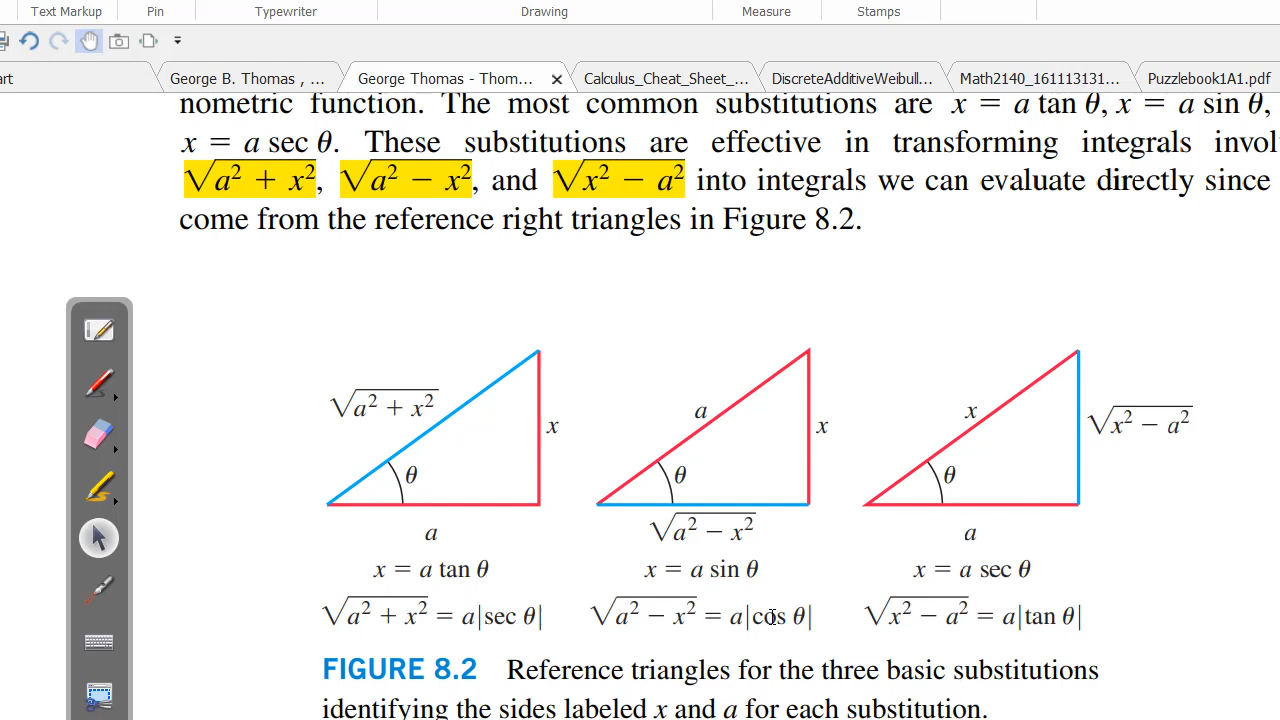 Text Markup Pin Typewriter Drawing Measure Stamps
art George B. Thomas , ... George Thomas - Thom... × Calculus_Cheat_Sheet_... DiscreteAdditiveWeibull... Math2140_161113131... Puzzlebook1A1.pdf
nometric function. The most common substitutions are x = a tan θ, x = a sin θ,
x = a sec θ. These substitutions are effective in transforming integrals invol
√(a² + x²), √(a² − x²), and √(x² − a²) into integrals we can evaluate directly since
come from the reference right triangles in Figure 8.2.
√(a² + x²) x θ a
a x θ √(a² − x²)
x √(x² − a²) θ a
x = a tan θ x = a sin θ x = a sec θ
√(a² + x²) = a|sec θ| √(a² − x²) = a|cos θ| √(x² − a²) = a|tan θ|
FIGURE 8.2 Reference triangles for the three basic substitutions
identifying the sides labeled x and a for each substitution.